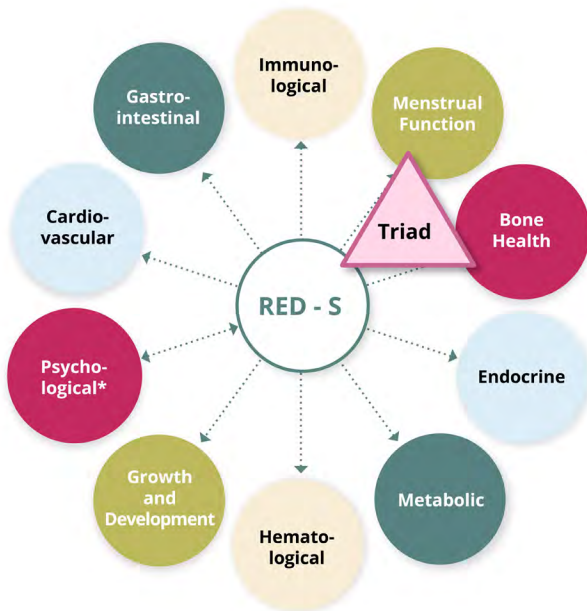 Immuno-
logical
Menstrual
Function
Triad
Bone
Health
Endocrine
Metabolic
Hemato-
logical
Growth
and
Development
Psycho-
logical*
Cardio-
vascular
Gastro-
intestinal
RED - S